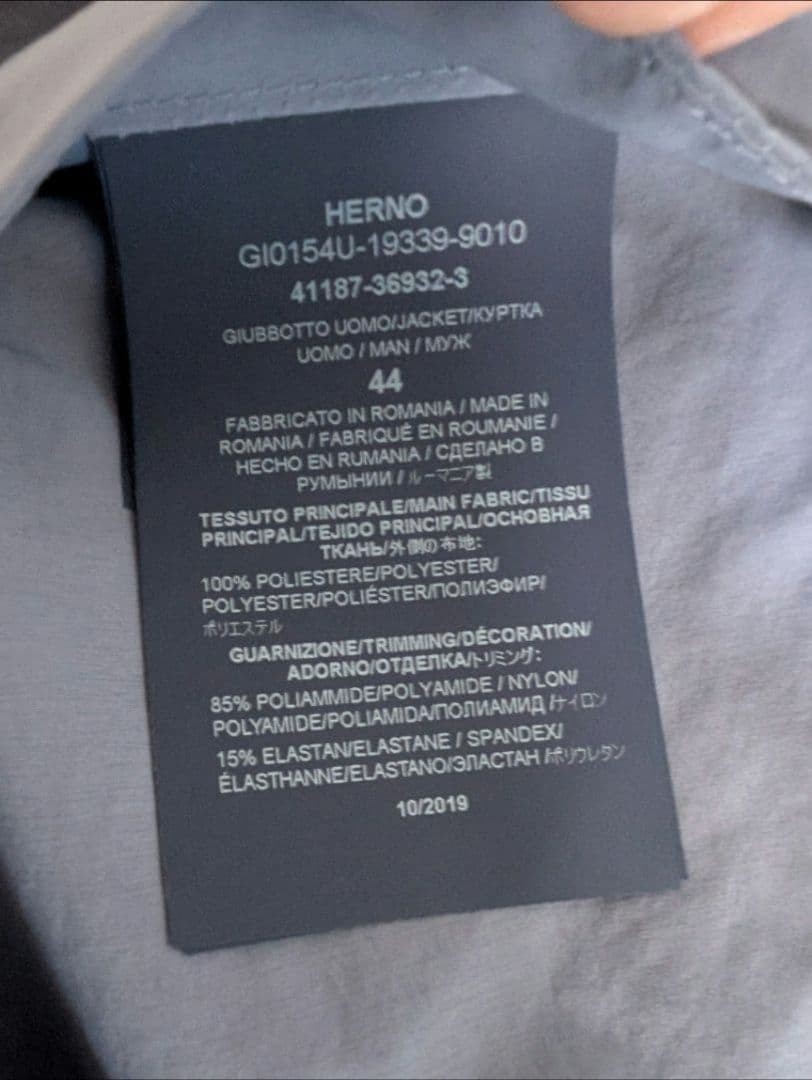 HERNO
GI0154U-19339-9010
41187-36932-3
GIUBBOTTO UOMO/JACKET/КУРТКА
UOMO / MAN / МУЖ
44
FABBRICATO IN ROMANIA / MADE IN
ROMANIA / FABRIQUÉ EN ROUMANIE /
HECHO EN RUMANIA / СДЕЛАНО В
РУМЫНИИ / ルーマニア製
TESSUTO PRINCIPALE/MAIN FABRIC/TISSU
PRINCIPAL/TEJIDO PRINCIPAL/ОСНОВНАЯ
ТКАНЬ/外側の布地:
100% POLIESTERE/POLYESTER/
POLYESTER/POLIÉSTER/ПОЛИЭФИР/
ポリエステル
GUARNIZIONE/TRIMMING/DÉCORATION/
ADORNO/ОТДЕЛКА/トリミング:
85% POLIAMMIDE/POLYAMIDE / NYLON/
POLYAMIDE/POLIAMIDA/ПОЛИАМИД /ナイロン
15% ELASTAN/ELASTANE / SPANDEX/
ÉLASTHANNE/ELASTANO/ЭЛАСТАН /ポリウレタン
10/2019